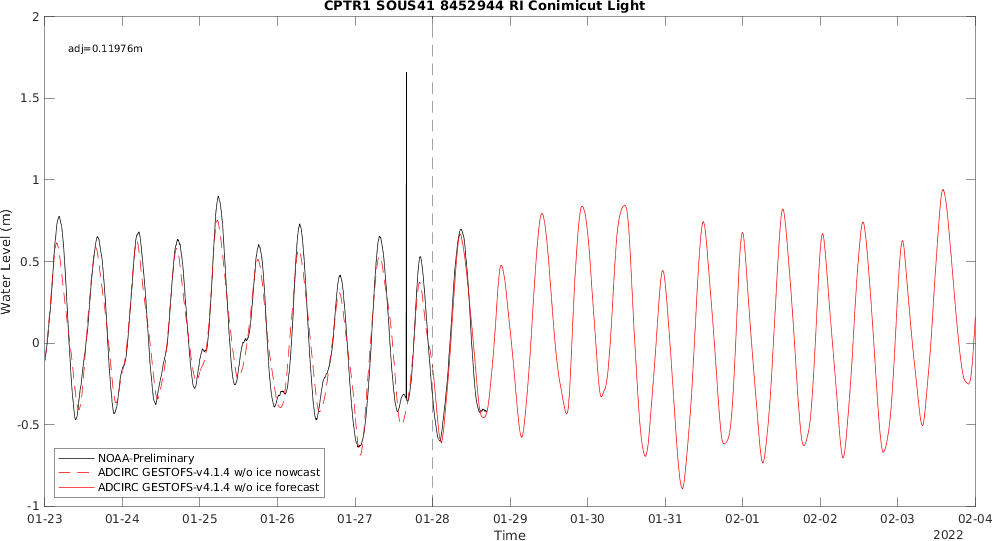 CPTR1 SOUS41 8452944 RI Conimicut Light
adj=0.11976m
2
1.5
1
0.5
0
-0.5
-1
Water Level (m)
NOAA-Preliminary
ADCIRC GESTOFS-v4.1.4 w/o ice nowcast
ADCIRC GESTOFS-v4.1.4 w/o ice forecast
01-23 01-24 01-25 01-26 01-27 01-28 01-29 01-30 01-31 02-01 02-02 02-03 02-04
Time
2022